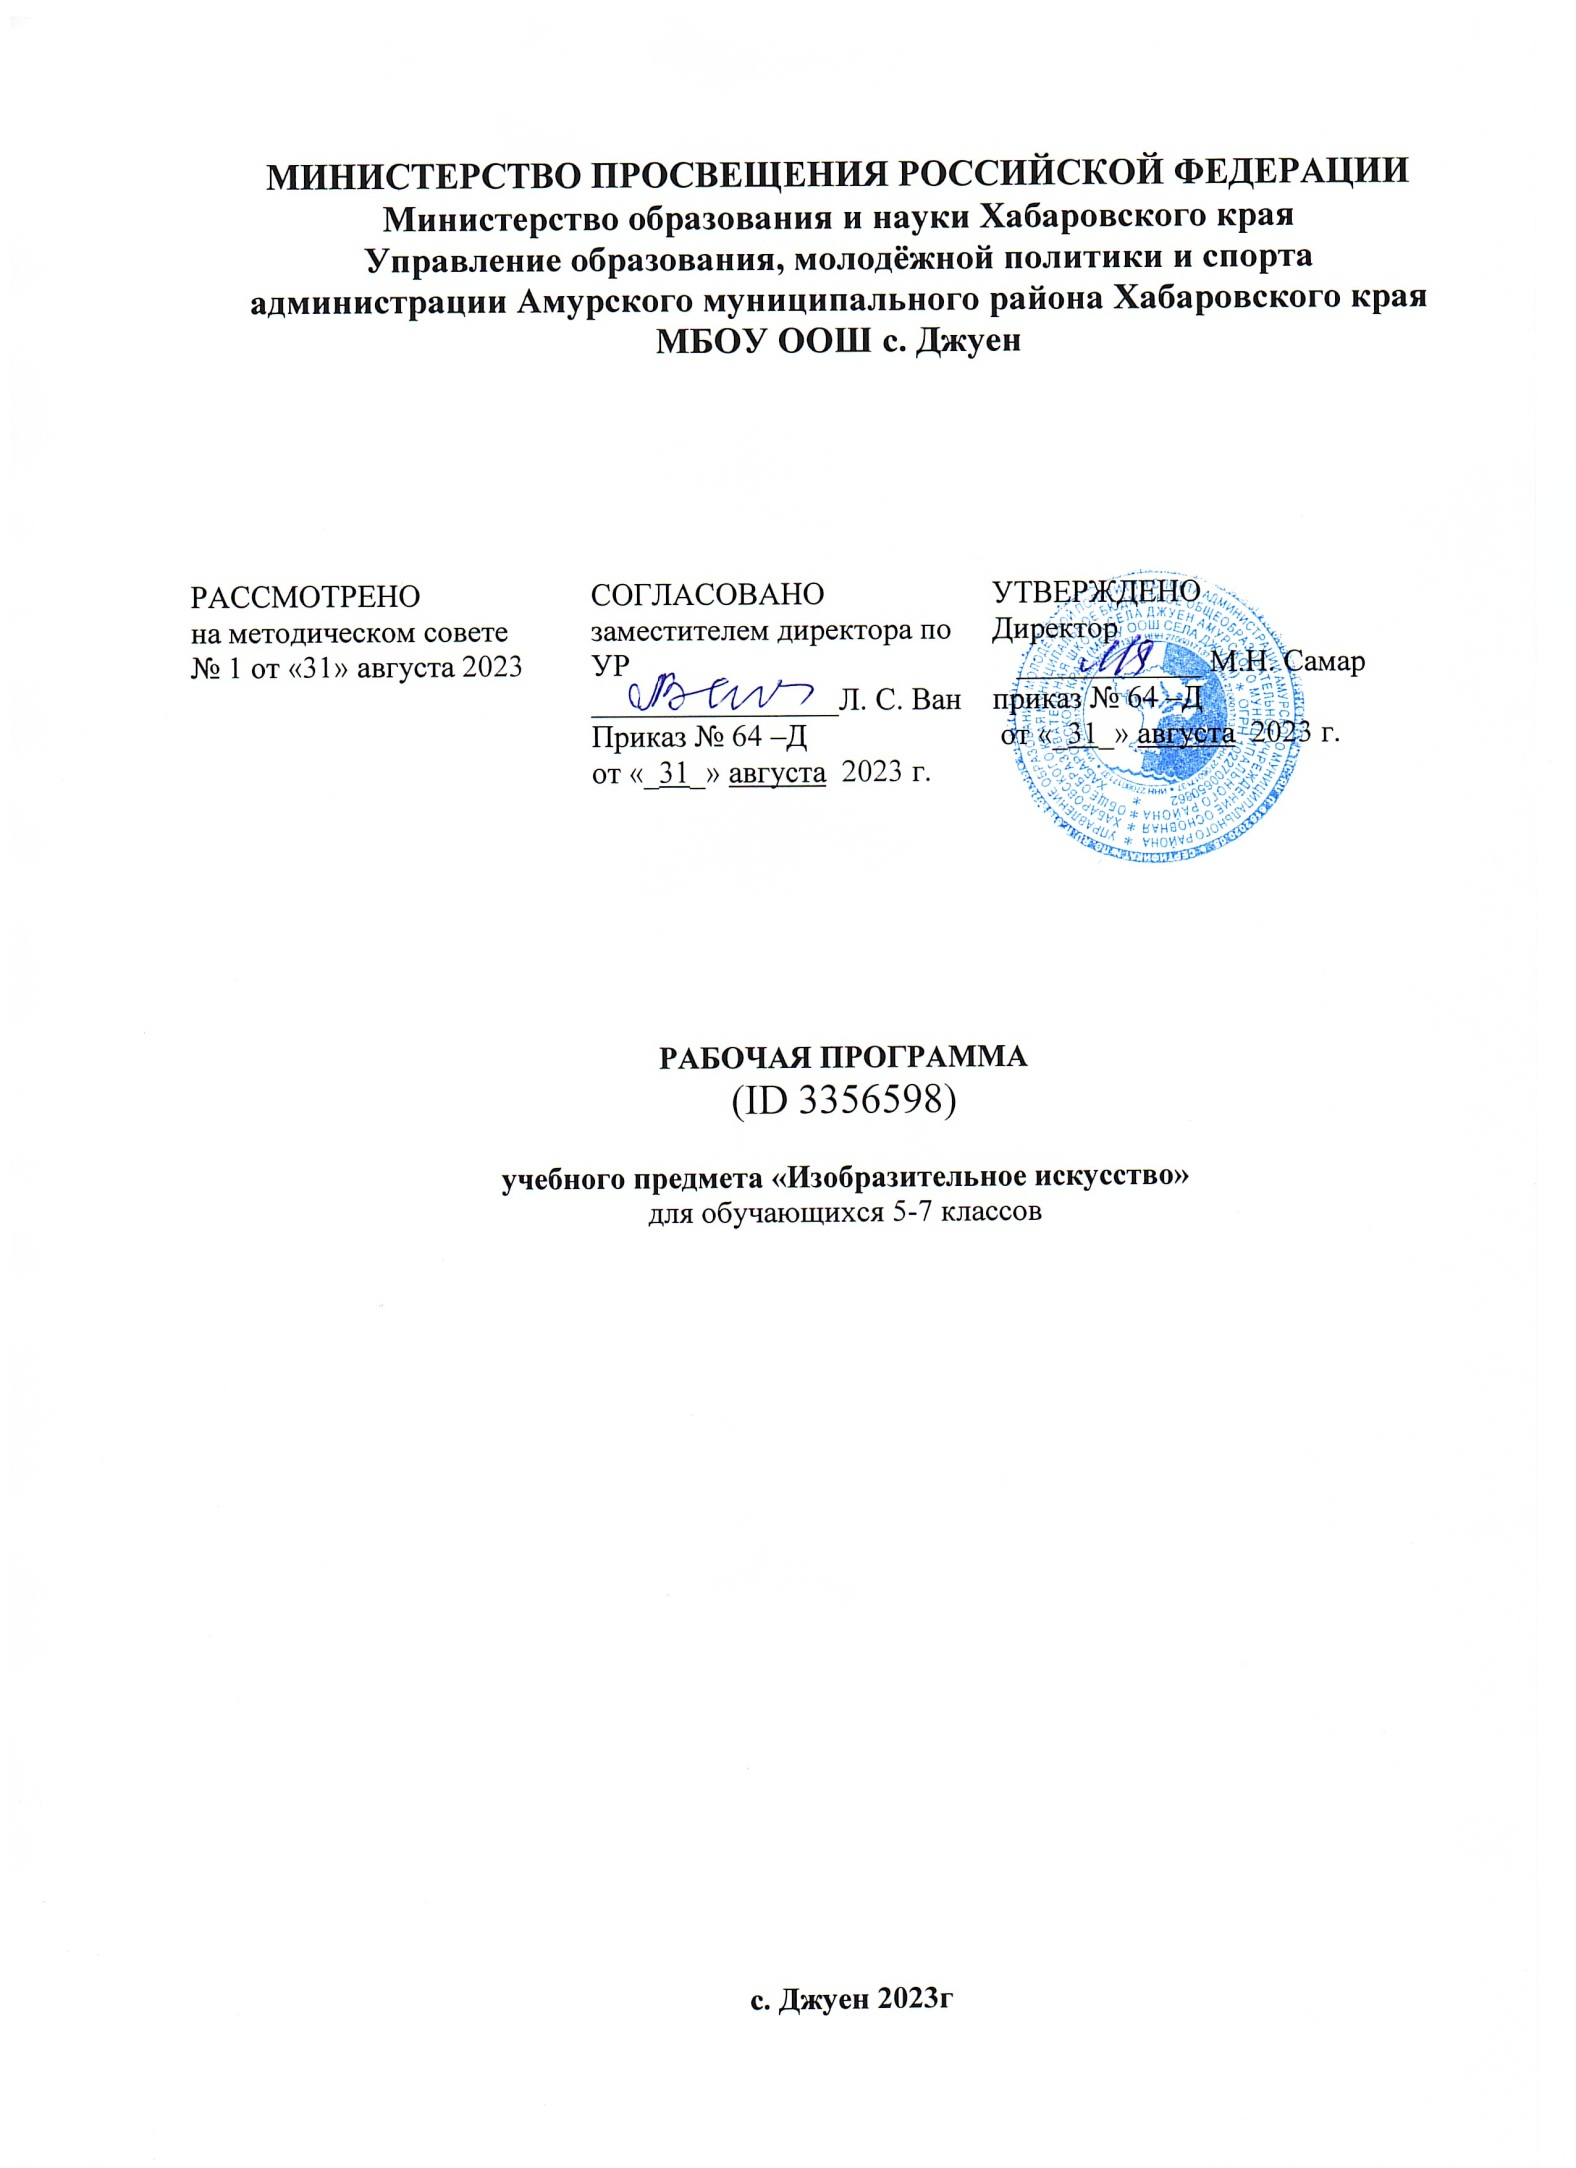 МИНИСТЕРСТВО ПРОСВЕЩЕНИЯ РОССИЙСКОЙ ФЕДЕРАЦИИ
Министерство образования и науки Хабаровского края
Управление образования, молодёжной политики и спорта
администрации Амурского муниципального района Хабаровского края
МБОУ ООШ с. Джуен
РАССМОТРЕНО
на методическом совете
№ 1 от «31» августа 2023
СОГЛАСОВАНО
заместителем директора по
УР
Л. С. Ван
Приказ № 64 –Д
от «_31_» августа 2023 г.
УТВЕРЖДЕНО
Директор
М.Н. Самар
приказ № 64 –Д
от «_31_» августа 2023 г.
РАБОЧАЯ ПРОГРАММА
(ID 3356598)
учебного предмета «Изобразительное искусство»
для обучающихся 5-7 классов
с. Джуен 2023г